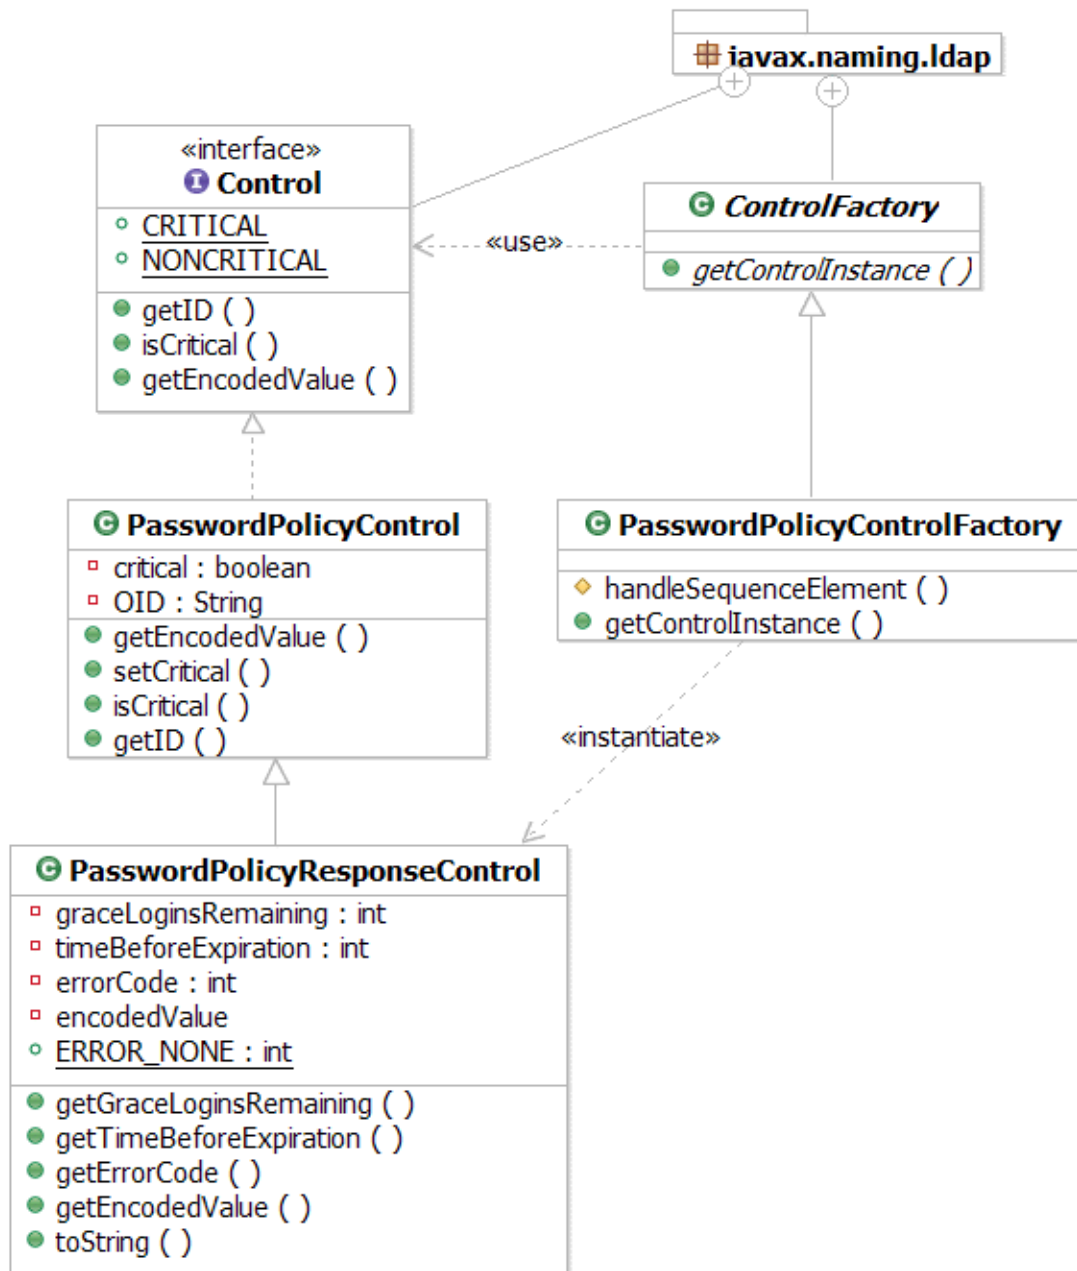 javax.naming.ldap
«interface»
Control
CRITICAL
NONCRITICAL
getID ( )
isCritical ( )
getEncodedValue ( )
«use»
ControlFactory
getControlInstance ( )
PasswordPolicyControl
critical : boolean
OID : String
getEncodedValue ( )
setCritical ( )
isCritical ( )
getID ( )
PasswordPolicyControlFactory
handleSequenceElement ( )
getControlInstance ( )
«instantiate»
PasswordPolicyResponseControl
graceLoginsRemaining : int
timeBeforeExpiration : int
errorCode : int
encodedValue
ERROR_NONE : int
getGraceLoginsRemaining ( )
getTimeBeforeExpiration ( )
getErrorCode ( )
getEncodedValue ( )
toString ( )